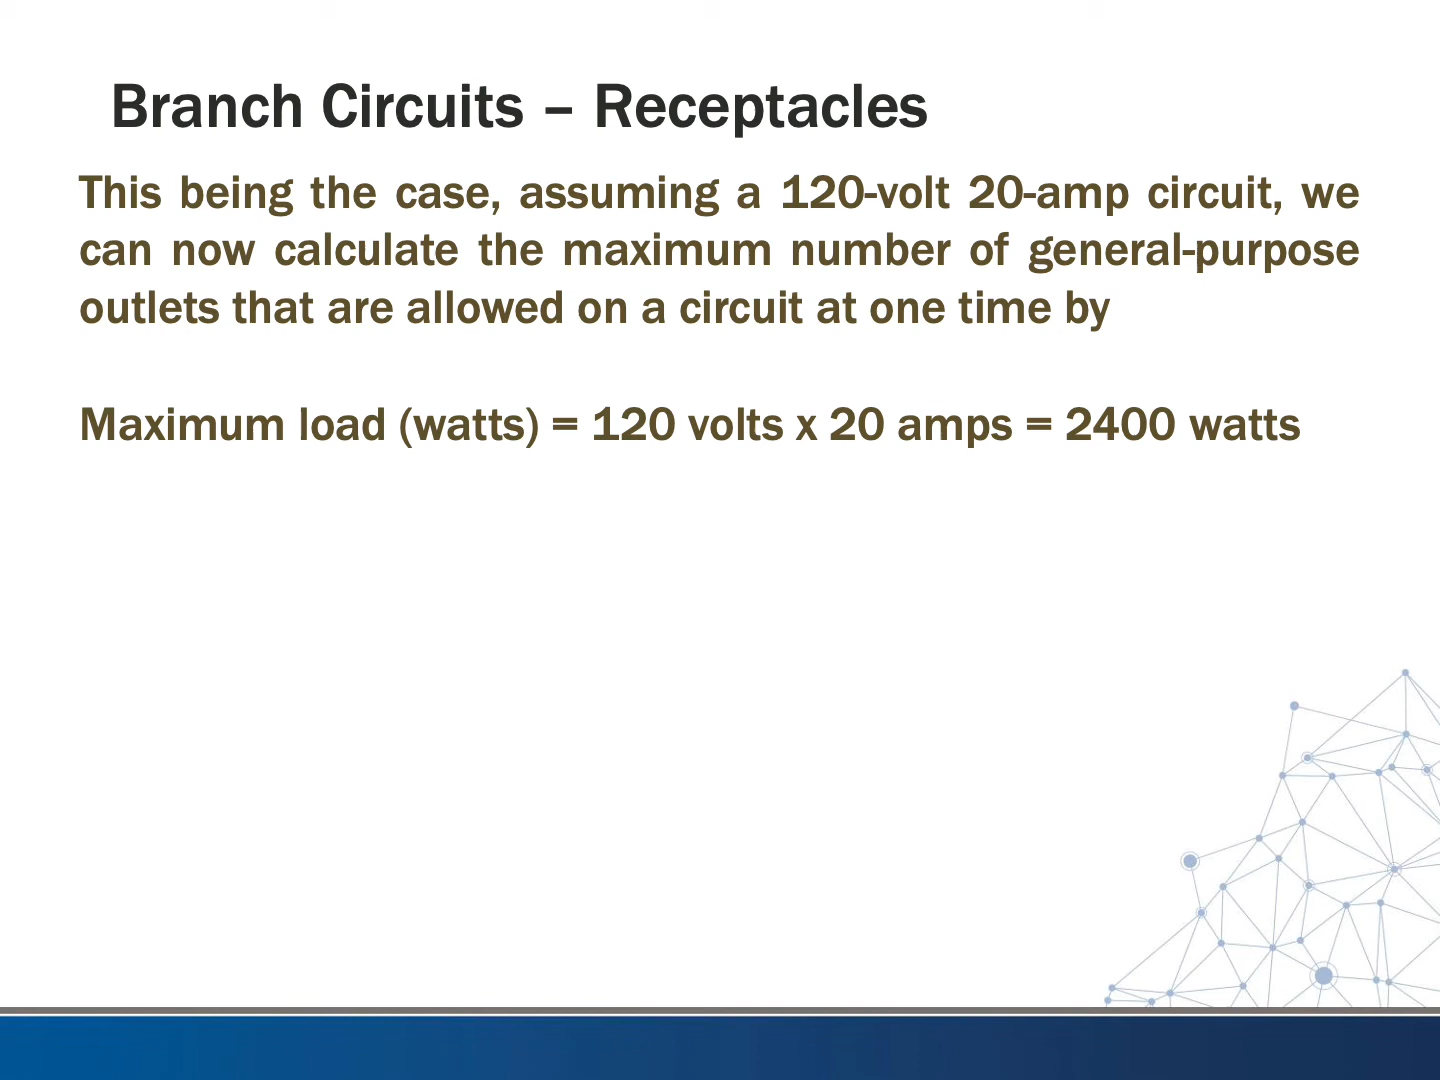 Branch Circuits – Receptacles
This being the case, assuming a 120-volt 20-amp circuit, we
can now calculate the maximum number of general-purpose
outlets that are allowed on a circuit at one time by
Maximum load (watts) = 120 volts x 20 amps = 2400 watts